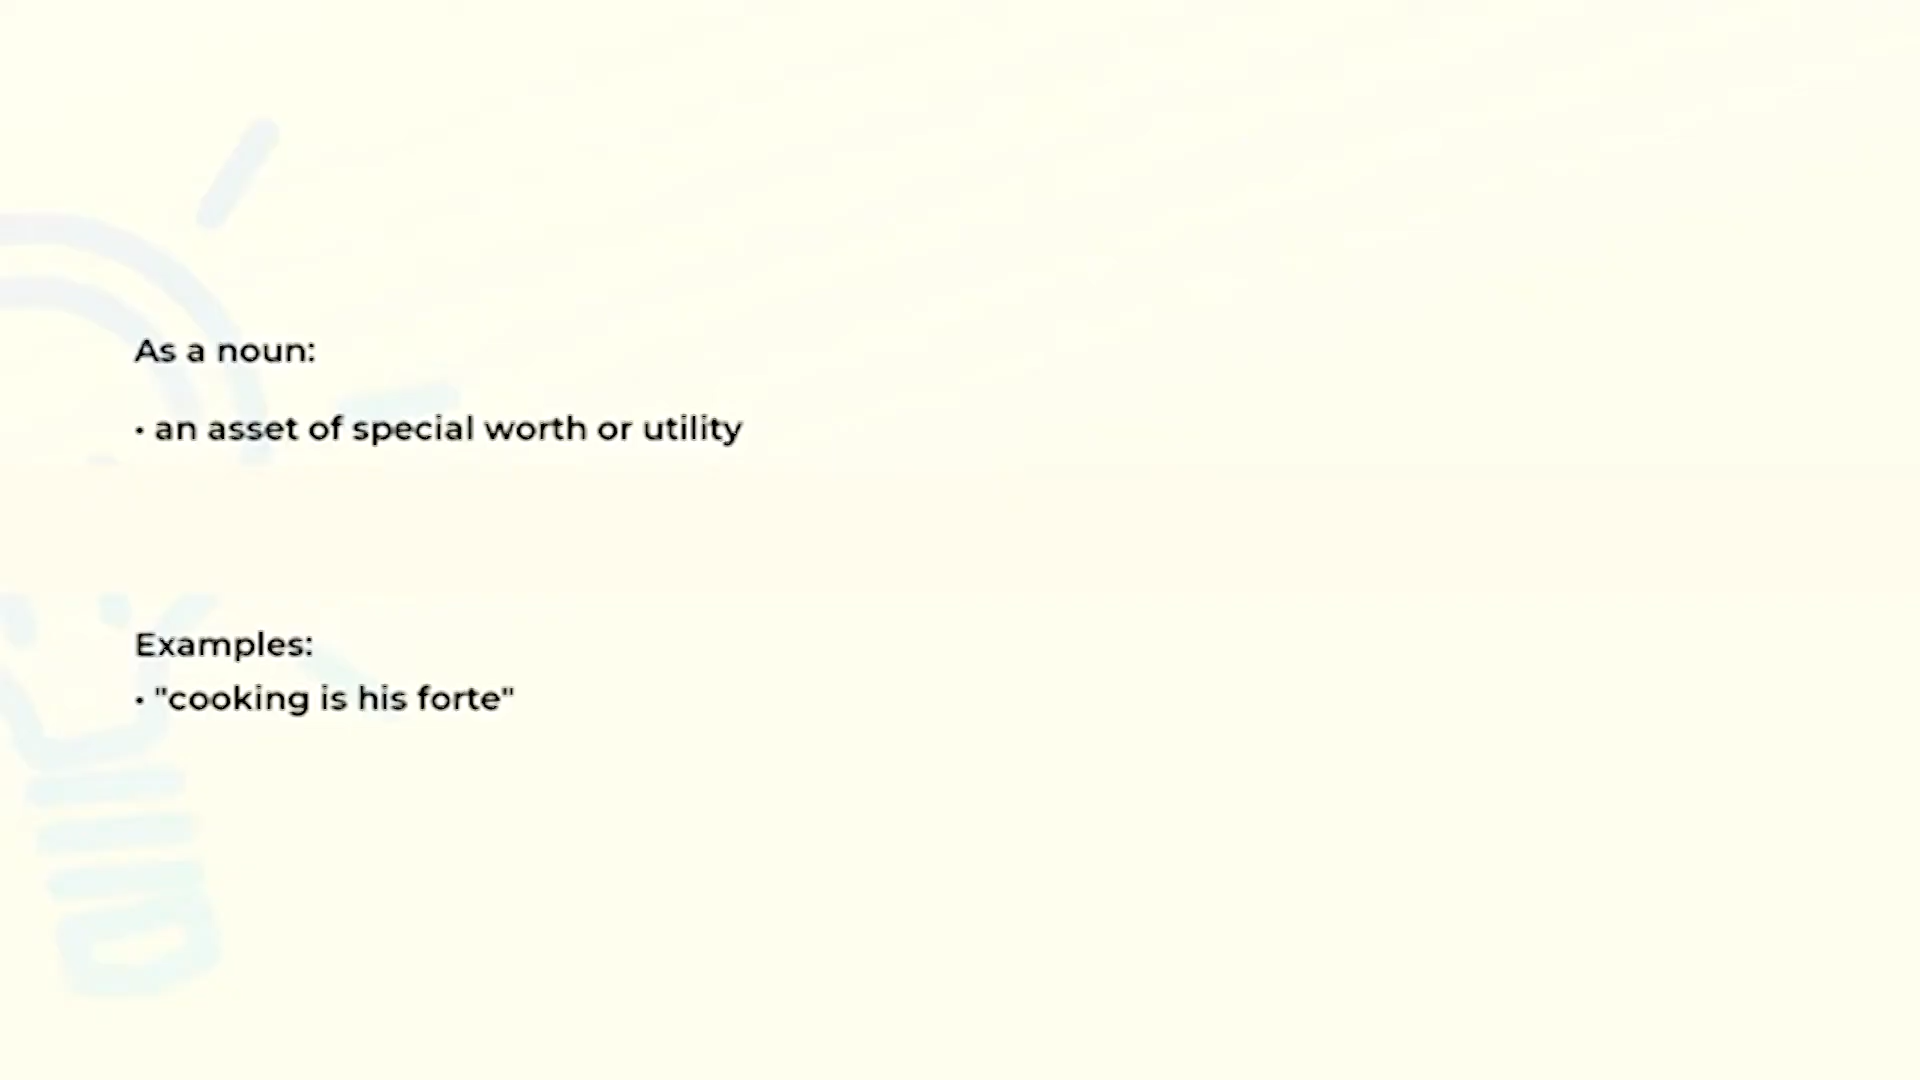 As a noun:
• an asset of special worth or utility
Examples:
• "cooking is his forte"